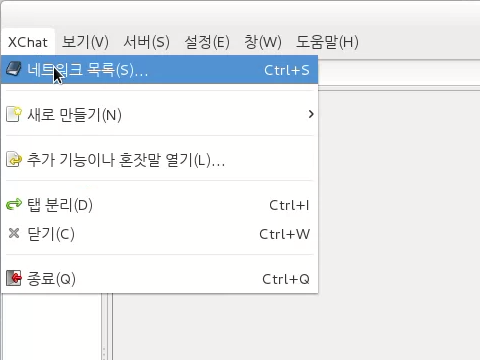 XChat 보기(V) 서버(S) 설정(E) 창(W) 도움말(H)
네트워크 목록(S)... Ctrl+S
새로 만들기(N)
추가 기능이나 혼잣말 열기(L)...
탭 분리(D) Ctrl+I
닫기(C) Ctrl+W
종료(Q) Ctrl+Q